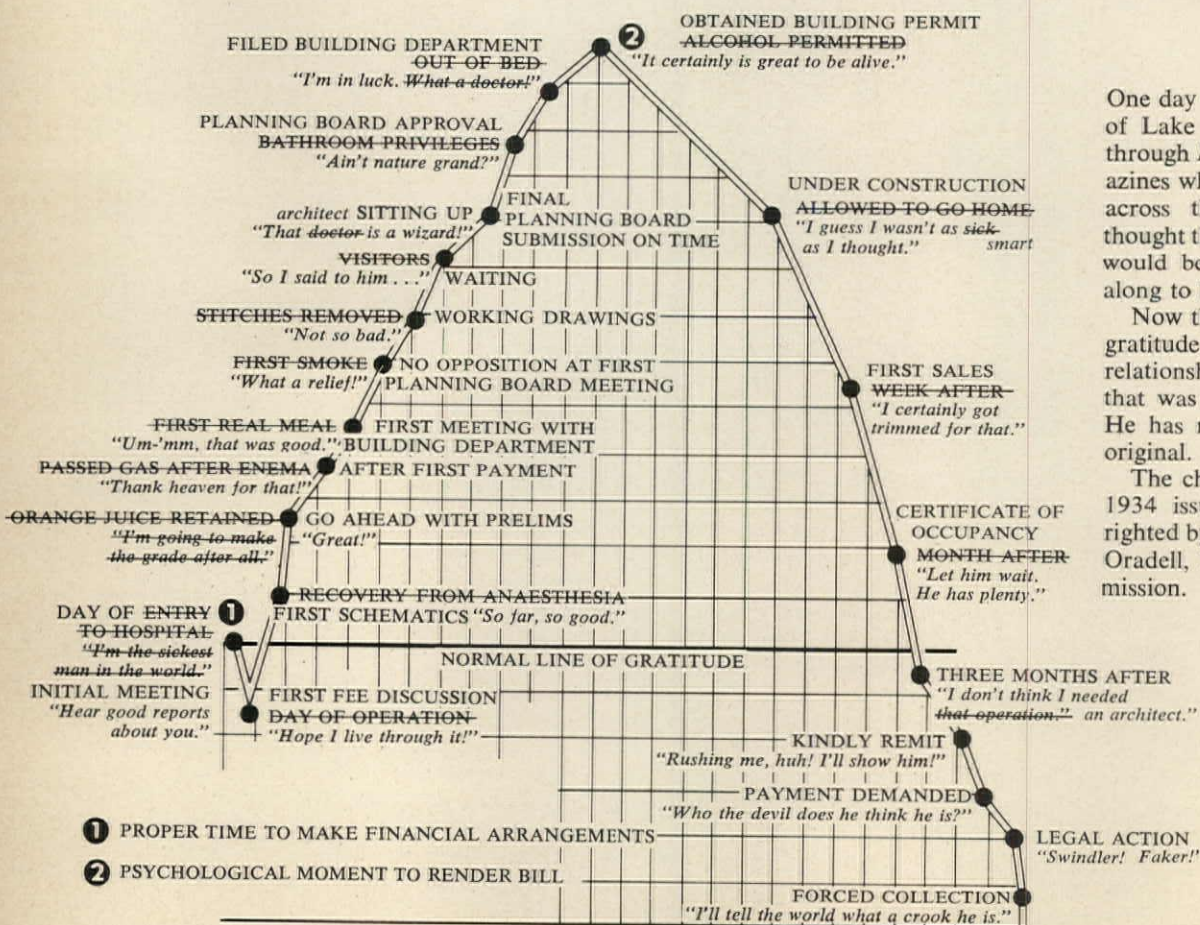 OBTAINED BUILDING PERMIT
ALCOHOL PERMITTED
"It certainly is great to be alive."
❷
FILED BUILDING DEPARTMENT
OUT OF BED
"I'm in luck. What a doctor!"
PLANNING BOARD APPROVAL
BATHROOM PRIVILEGES
"Ain't nature grand?"
architect SITTING UP
"That doctor is a wizard!"
FINAL
PLANNING BOARD
SUBMISSION ON TIME
VISITORS
"So I said to him . . ."
WAITING
STITCHES REMOVED
"Not so bad."
WORKING DRAWINGS
FIRST SMOKE
"What a relief!"
NO OPPOSITION AT FIRST
PLANNING BOARD MEETING
FIRST REAL MEAL
"Um-'mm, that was good."
FIRST MEETING WITH
BUILDING DEPARTMENT
PASSED GAS AFTER ENEMA
"Thank heaven for that!"
AFTER FIRST PAYMENT
ORANGE JUICE RETAINED
"I'm going to make
the grade after all."
GO AHEAD WITH PRELIMS
"Great!"
RECOVERY FROM ANAESTHESIA
FIRST SCHEMATICS "So far, so good."
DAY OF ENTRY ❶
TO HOSPITAL
"I'm the sickest
man in the world."
INITIAL MEETING
"Hear good reports
about you."
NORMAL LINE OF GRATITUDE
FIRST FEE DISCUSSION
DAY OF OPERATION
"Hope I live through it!"
UNDER CONSTRUCTION
ALLOWED TO GO HOME
"I guess I wasn't as sick
as I thought." smart
FIRST SALES
WEEK AFTER
"I certainly got
trimmed for that."
CERTIFICATE OF
OCCUPANCY
MONTH AFTER
"Let him wait.
He has plenty."
THREE MONTHS AFTER
"I don't think I needed
that operation." an architect."
KINDLY REMIT
"Rushing me, huh! I'll show him!"
PAYMENT DEMANDED
"Who the devil does he think he is?"
LEGAL ACTION
"Swindler! Faker!"
FORCED COLLECTION
"I'll tell the world what a crook he is."
❶ PROPER TIME TO MAKE FINANCIAL ARRANGEMENTS
❷ PSYCHOLOGICAL MOMENT TO RENDER BILL
One day
of Lake
through
azines
across
thought
would
along to
Now
gratitude
relationsh
that was
He has
original.
The
1934
righted
Oradell,
mission.